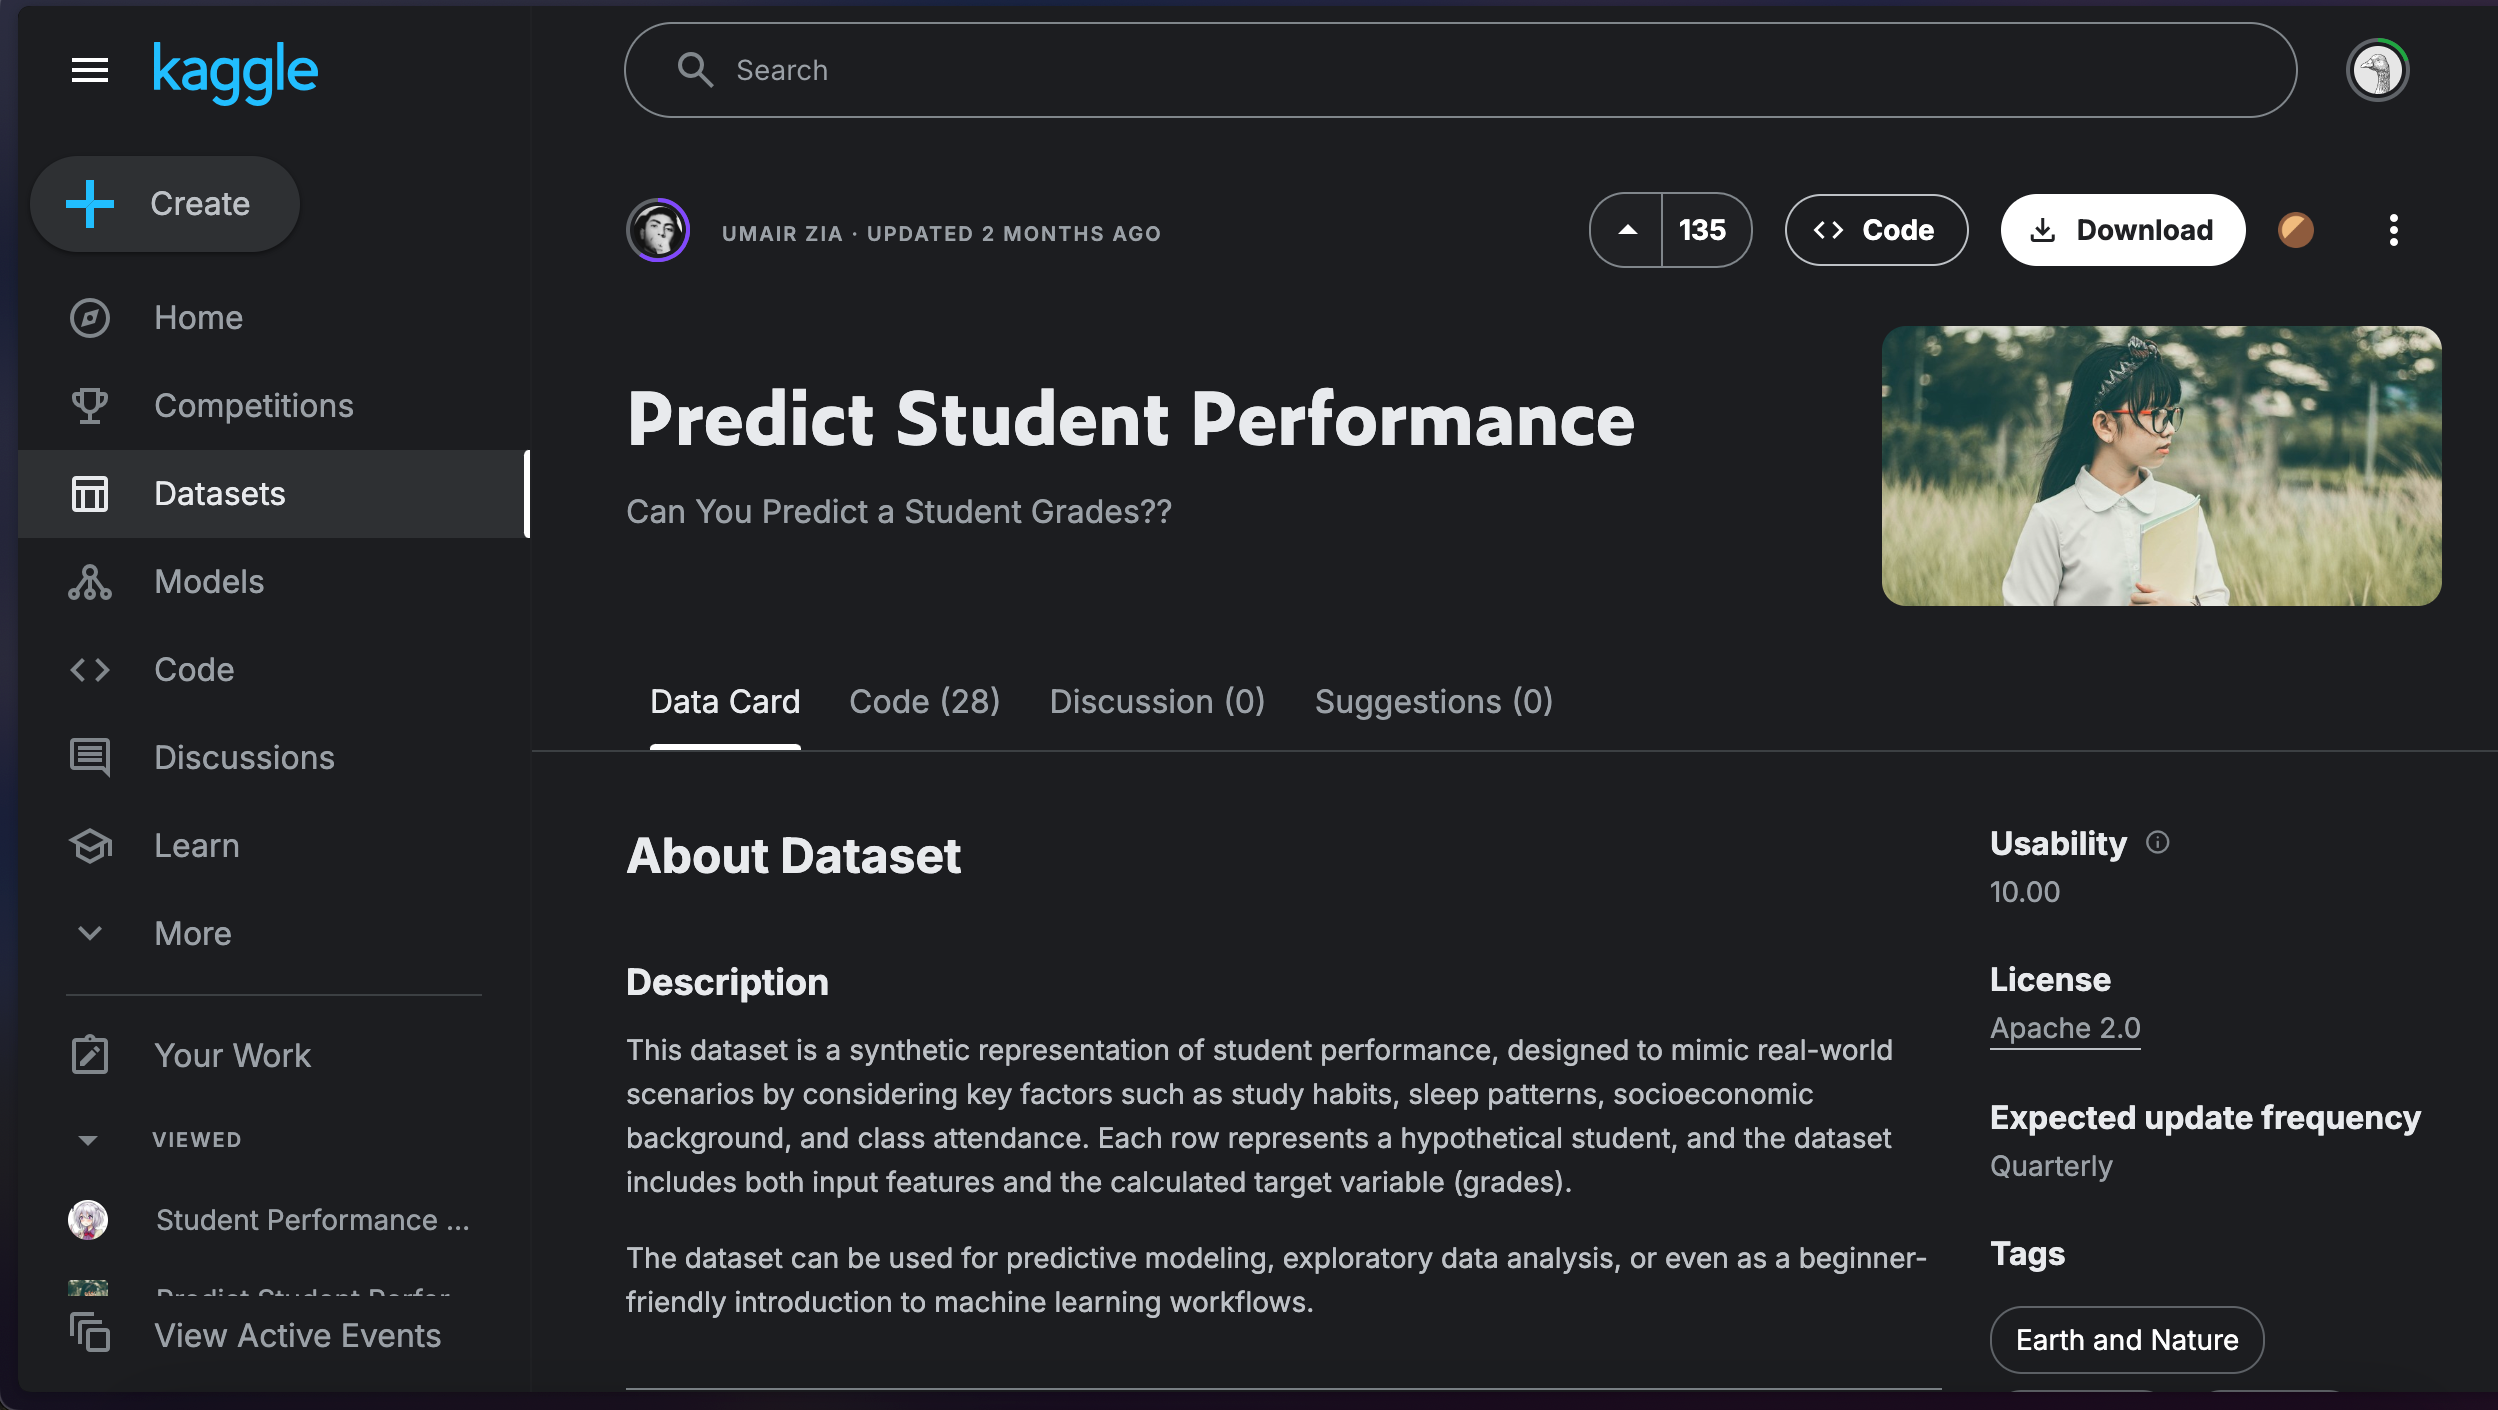 kaggle
Search
Create
Home
Competitions
Datasets
Models
Code
Discussions
Learn
More
Your Work
VIEWED
Student Performance ...
Predict Student Perfor
View Active Events
UMAIR ZIA · UPDATED 2 MONTHS AGO
135
Code
Download
Predict Student Performance
Can You Predict a Student Grades??
Data Card
Code (28)
Discussion (0)
Suggestions (0)
About Dataset
Description
This dataset is a synthetic representation of student performance, designed to mimic real-world
scenarios by considering key factors such as study habits, sleep patterns, socioeconomic
background, and class attendance. Each row represents a hypothetical student, and the dataset
includes both input features and the calculated target variable (grades).
The dataset can be used for predictive modeling, exploratory data analysis, or even as a beginner-
friendly introduction to machine learning workflows.
Usability
10.00
License
Apache 2.0
Expected update frequency
Quarterly
Tags
Earth and Nature